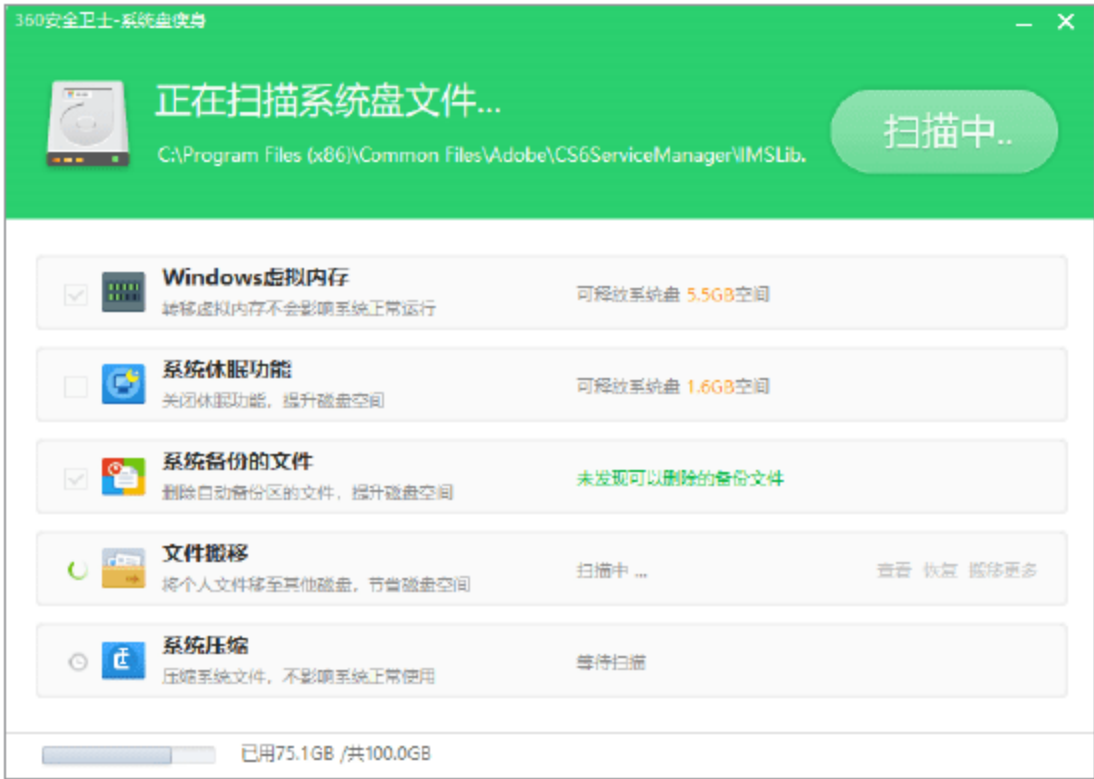 360安全卫士-系统盘瘦身
正在扫描系统盘文件...
C:\Program Files (x86)\Common Files\Adobe\CS6ServiceManager\IMSLib.
扫描中..
Windows虚拟内存
转移虚拟内存不会影响系统正常运行
可释放系统盘 5.5GB空间
系统休眠功能
关闭休眠功能，提升磁盘空间
可释放系统盘 1.6GB空间
系统备份的文件
删除自动备份区的文件，提升磁盘空间
未发现可以删除的备份文件
文件搬移
将个人文件移至其他磁盘，节省磁盘空间
扫描中 ...
查看 恢复 搬移更多
系统压缩
压缩系统文件，不影响系统正常使用
等待扫描
已用75.1GB /共100.0GB